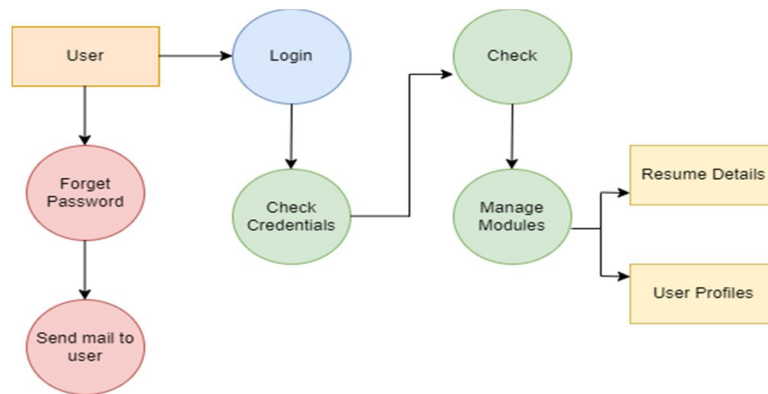 User
Login
Check
Forget
Password
Check
Credentials
Manage
Modules
Resume Details
User Profiles
Send mail to
user